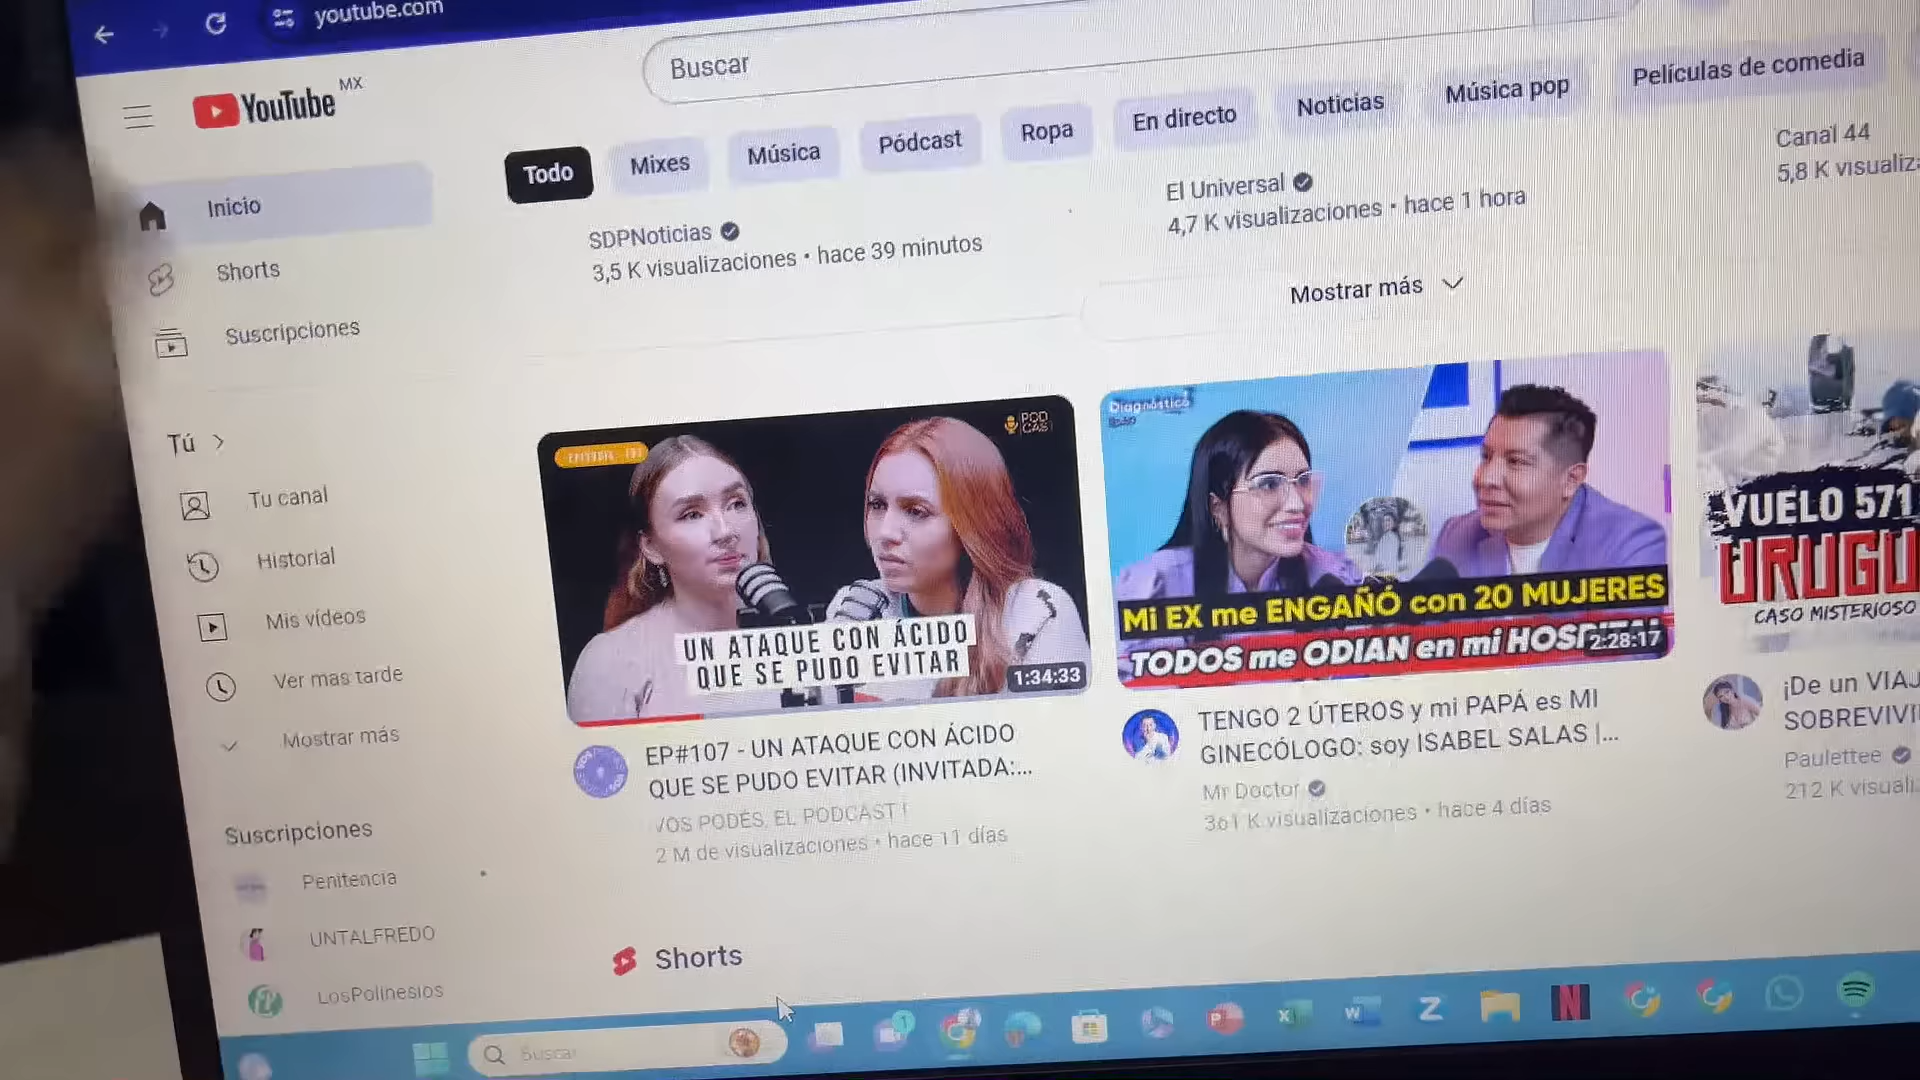 youtube.com
YouTube MX
Buscar
Todo
Mixes
Música
Pódcast
Ropa
En directo
Noticias
Música pop
Películas de comedia
Inicio
Shorts
Suscripciones
SDPNoticias
3,5 K visualizaciones • hace 39 minutos
El Universal
4,7 K visualizaciones • hace 1 hora
Canal 44
5,8 K visualiz
Mostrar más
Tú
Tu canal
Historial
Mis vídeos
Ver mas tarde
Mostrar más
Suscripciones
Penitencia
UNTALFREDO
LosPolinesios
POD
CAS
UN ATAQUE CON ÁCIDO
QUE SE PUDO EVITAR
1:34:33
EP#107 - UN ATAQUE CON ÁCIDO
QUE SE PUDO EVITAR (INVITADA:...
VOS PODÉS, EL PODCAST !
2 M de visualizaciones • hace 11 días
Diagnóstico
Mi EX me ENGAÑÓ con 20 MUJERES
TODOS me ODIAN en mi
2:28:17
TENGO 2 ÚTEROS y mi PAPÁ es MI
GINECÓLOGO: soy ISABEL SALAS |...
Mr Doctor
361 K visualizaciones • hace 4 días
VUELO 571
URUGU
CASO MISTERIOSO
¡De un VIAJ
SOBREVIVI
Paulettee
212 K visuali
Shorts
Buscar